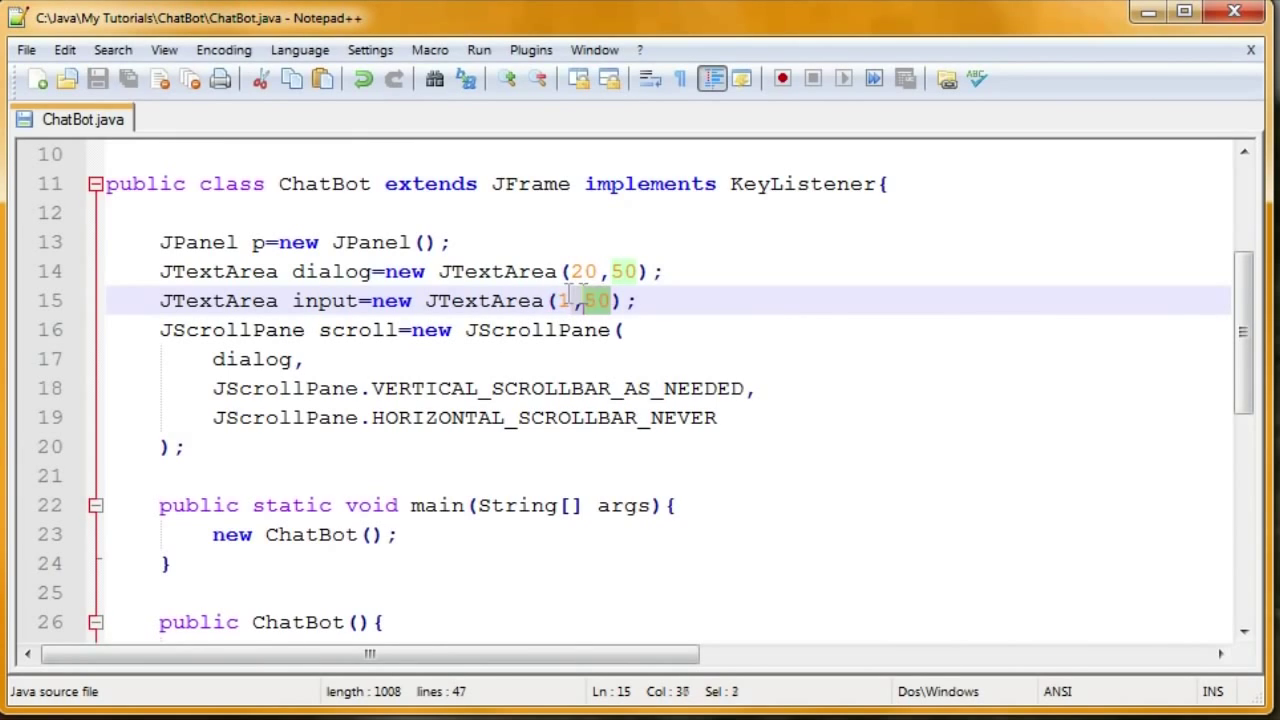 C:\Java\My Tutorials\ChatBot\ChatBot.java - Notepad++
File Edit Search View Encoding Language Settings Macro Run Plugins Window ? X
ABC
ChatBot.java
10
11 public class ChatBot extends JFrame implements KeyListener{
12
13 JPanel p=new JPanel();
14 JTextArea dialog=new JTextArea(20,50);
15 JTextArea input=new JTextArea(1,50);
16 JScrollPane scroll=new JScrollPane(
17 dialog,
18 JScrollPane.VERTICAL_SCROLLBAR_AS_NEEDED,
19 JScrollPane.HORIZONTAL_SCROLLBAR_NEVER
20 );
21
22 public static void main(String[] args){
23 new ChatBot();
24 }
25
26 public ChatBot(){
Java source file length : 1008 lines : 47 Ln : 15 Col : Sel : 2 Dos\Windows ANSI INS